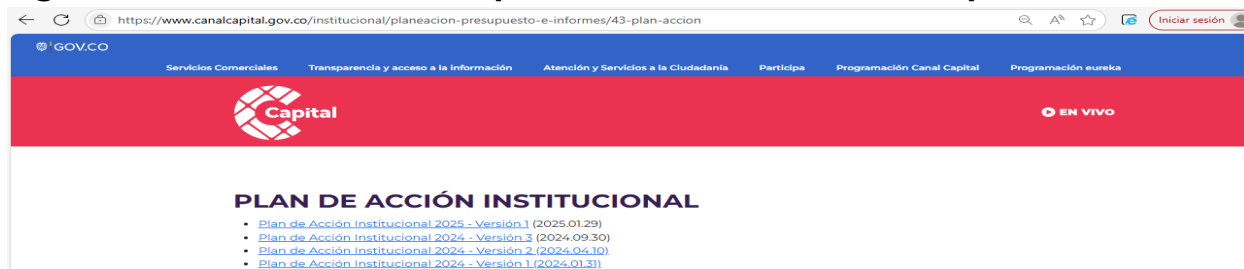 https://www.canalcapital.gov.co/institucional/planeacion-presupuesto-e-informes/43-plan-accion
Iniciar sesión
GOV.CO
Servicios Comerciales Transparencia y acceso a la información Atención y Servicios a la Ciudadanía Participa Programación Canal Capital Programación eureka
Capital
EN VIVO
PLAN DE ACCIÓN INSTITUCIONAL
• Plan de Acción Institucional 2025 - Versión 1 (2025.01.29)
• Plan de Acción Institucional 2024 - Versión 3 (2024.09.30)
• Plan de Acción Institucional 2024 - Versión 2 (2024.04.10)
• Plan de Acción Institucional 2024 - Versión 1 (2024.01.31)